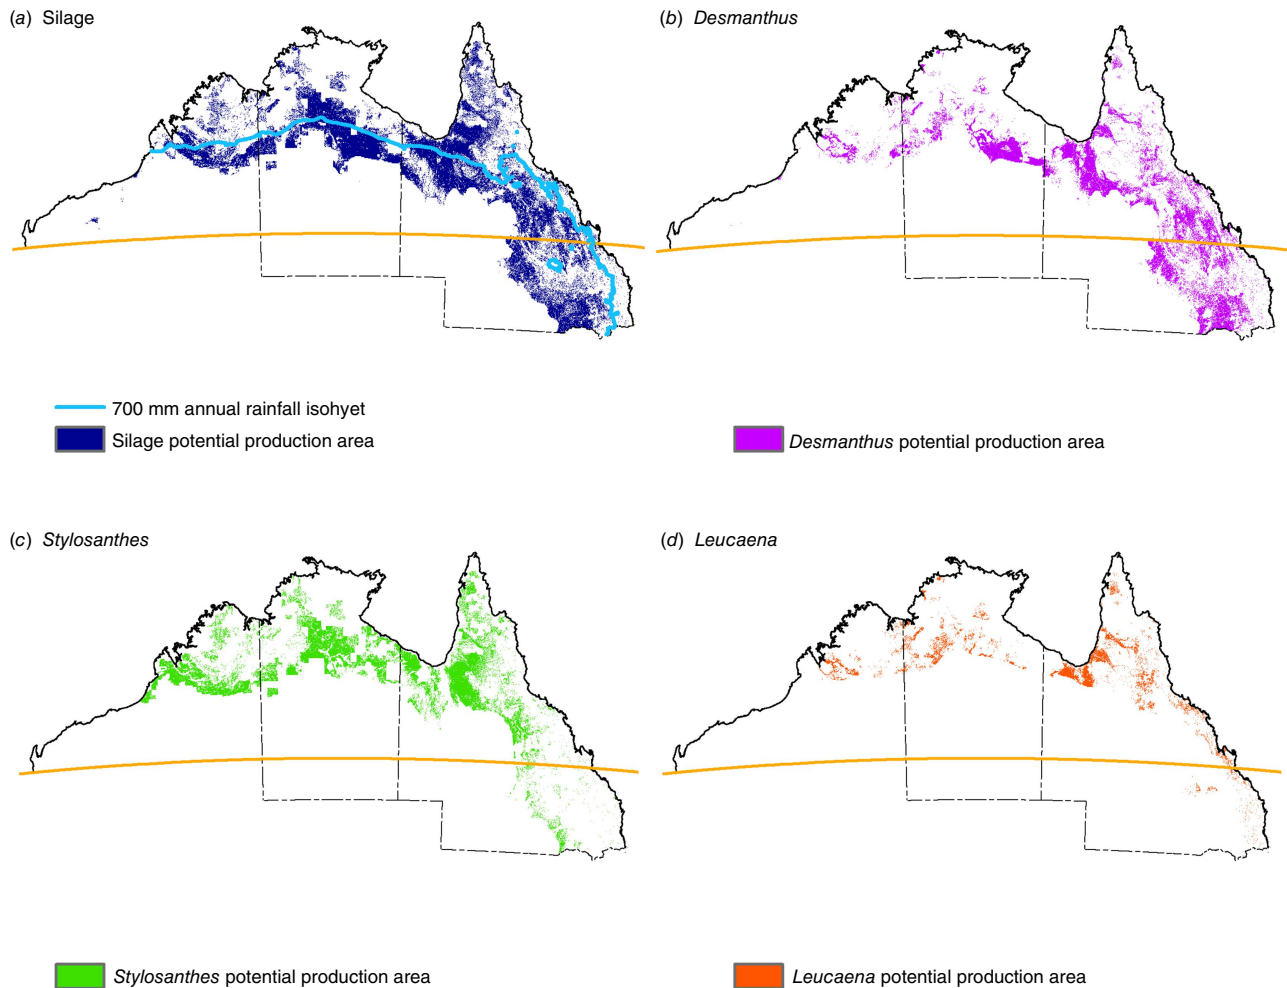 (a) Silage
(b) Desmanthus
700 mm annual rainfall isohyet
Silage potential production area
Desmanthus potential production area
(c) Stylosanthes
(d) Leucaena
Stylosanthes potential production area
Leucaena potential production area